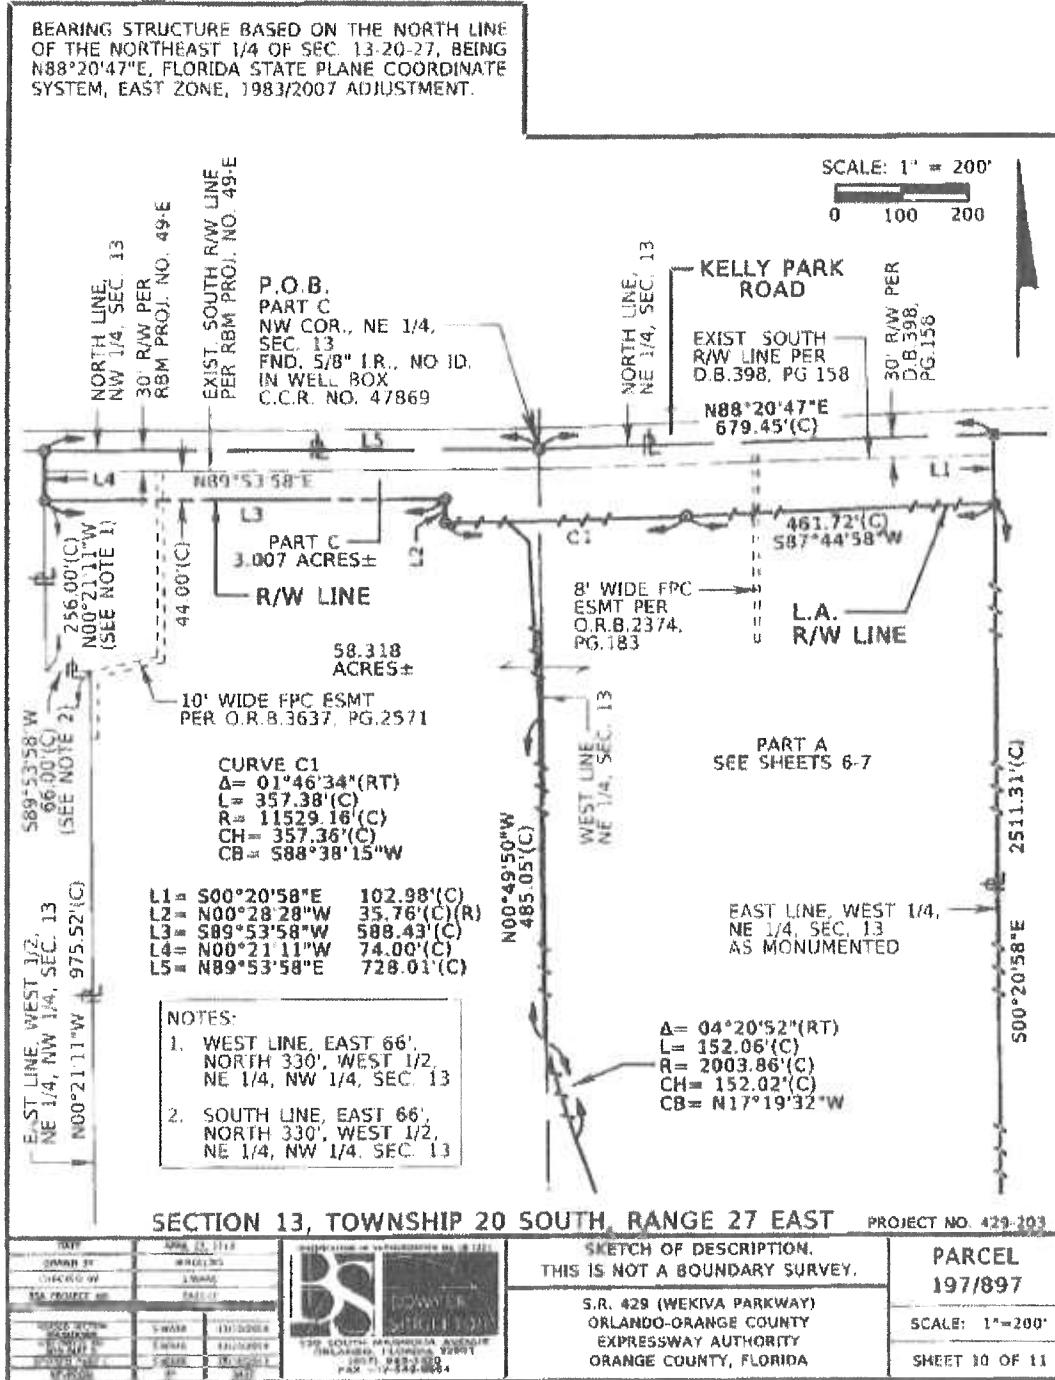 BEARING STRUCTURE BASED ON THE NORTH LINE
OF THE NORTHEAST 1/4 OF SEC. 13-20-27, BEING
N88°20'47"E, FLORIDA STATE PLANE COORDINATE
SYSTEM, EAST ZONE, 1983/2007 ADJUSTMENT.
SCALE: 1" = 200'
0 100 200
NORTH LINE,
NW 1/4, SEC. 13
30' R/W PER
RBM PROJ. NO. 49-E
EXIST. SOUTH R/W LINE
PER RBM PROJ. NO. 49-E
P.O.B.
PART C
NW COR., NE 1/4,
SEC. 13
FND. 5/8" I.R., NO ID.
IN WELL BOX
C.C.R. NO. 47869
NORTH LINE,
NE 1/4, SEC. 13
KELLY PARK
ROAD
EXIST SOUTH
R/W LINE PER
D.B.398, PG 158
30' R/W PER
D.B.398,
PG.158
N88°20'47"E
679.45'(C)
L5
L4
N89°53'58"E
L3
L2
L1
C1
461.72'(C)
S87°44'58"W
PART C
3.007 ACRES±
R/W LINE
44.00'(C)
256.00'(C)
N00°21'11"W
(SEE NOTE 1)
8' WIDE FPC
ESMT PER
O.R.B.2374,
PG.183
L.A.
R/W LINE
58.318
ACRES±
10' WIDE FPC ESMT
PER O.R.B.3637, PG.2571
S89°53'58"W
66.00'(C)
(SEE NOTE 2)
WEST LINE
NE 1/4, SEC. 13
PART A
SEE SHEETS 6-7
CURVE C1
Δ= 01°46'34"(RT)
L= 357.38'(C)
R= 11529.16'(C)
CH= 357.36'(C)
CB= S88°38'15"W
N00°49'50"W
485.05'(C)
2511.31'(C)
S00°20'58"E
L1= S00°20'58"E 102.98'(C)
L2= N00°28'28"W 35.76'(C)(R)
L3= S89°53'58"W 588.43'(C)
L4= N00°21'11"W 74.00'(C)
L5= N89°53'58"E 728.01'(C)
EAST LINE, WEST 1/4,
NE 1/4, SEC. 13
AS MONUMENTED
EAST LINE, WEST 1/2,
NE 1/4, NW 1/4, SEC. 13
N00°21'11"W 975.52'(C)
NOTES:
1. WEST LINE, EAST 66',
NORTH 330', WEST 1/2,
NE 1/4, NW 1/4, SEC. 13
2. SOUTH LINE, EAST 66',
NORTH 330', WEST 1/2,
NE 1/4, NW 1/4, SEC. 13
Δ= 04°20'52"(RT)
L= 152.06'(C)
R= 2003.86'(C)
CH= 152.02'(C)
CB= N17°19'32"W
SECTION 13, TOWNSHIP 20 SOUTH, RANGE 27 EAST
PROJECT NO. 429-203
DATE
DRAWN BY
CHECKED BY
BSA PROJECT NO
SOUTH MAGNOLIA AVENUE
ORLANDO, FLORIDA 32801
SKETCH OF DESCRIPTION.
THIS IS NOT A BOUNDARY SURVEY.
S.R. 429 (WEKIVA PARKWAY)
ORLANDO-ORANGE COUNTY
EXPRESSWAY AUTHORITY
ORANGE COUNTY, FLORIDA
PARCEL
197/897
SCALE: 1"=200'
SHEET 10 OF 11